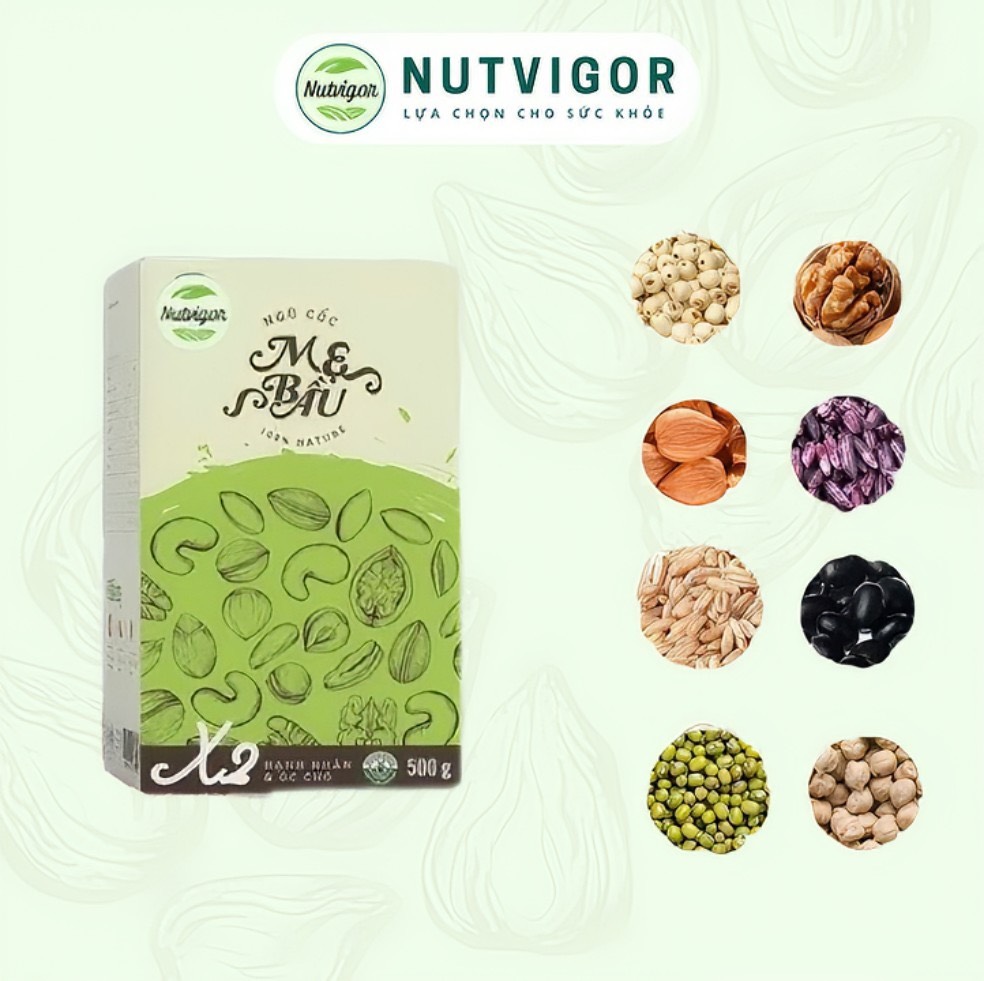 Nutvigor
NUTVIGOR
LỰA CHỌN CHO SỨC KHỎE
Nutvigor
NGŨ CỐC
MẸ
BẦU
100% NATURE
X2
HẠNH NHÂN
& ÓC CHÓ
500 g